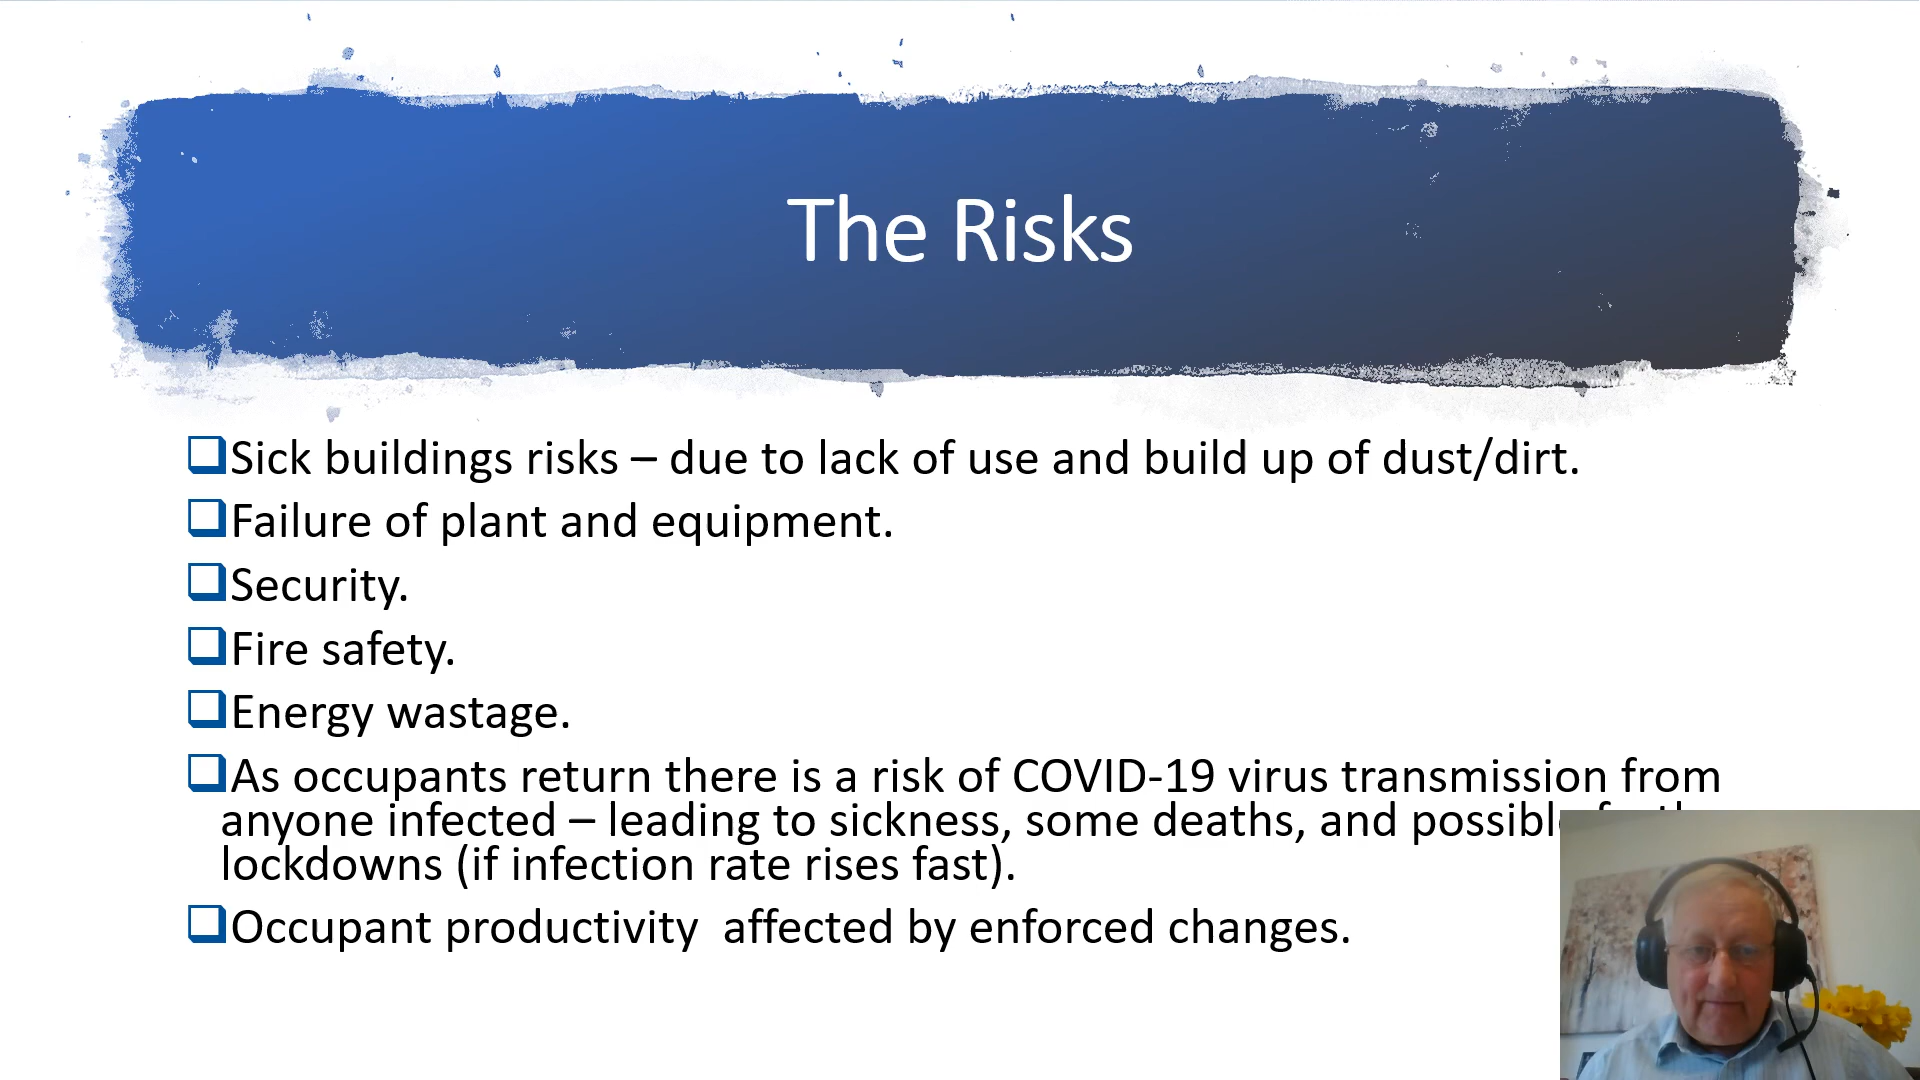 The Risks
Sick buildings risks – due to lack of use and build up of dust/dirt.
Failure of plant and equipment.
Security.
Fire safety.
Energy wastage.
As occupants return there is a risk of COVID-19 virus transmission from
anyone infected – leading to sickness, some deaths, and possible
lockdowns (if infection rate rises fast).
Occupant productivity  affected by enforced changes.